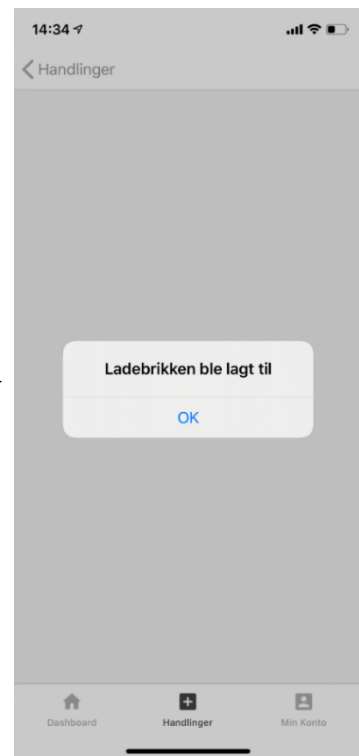 14:34
Handlinger
Ladebrikken ble lagt til
OK
Dashboard
Handlinger
Min Konto